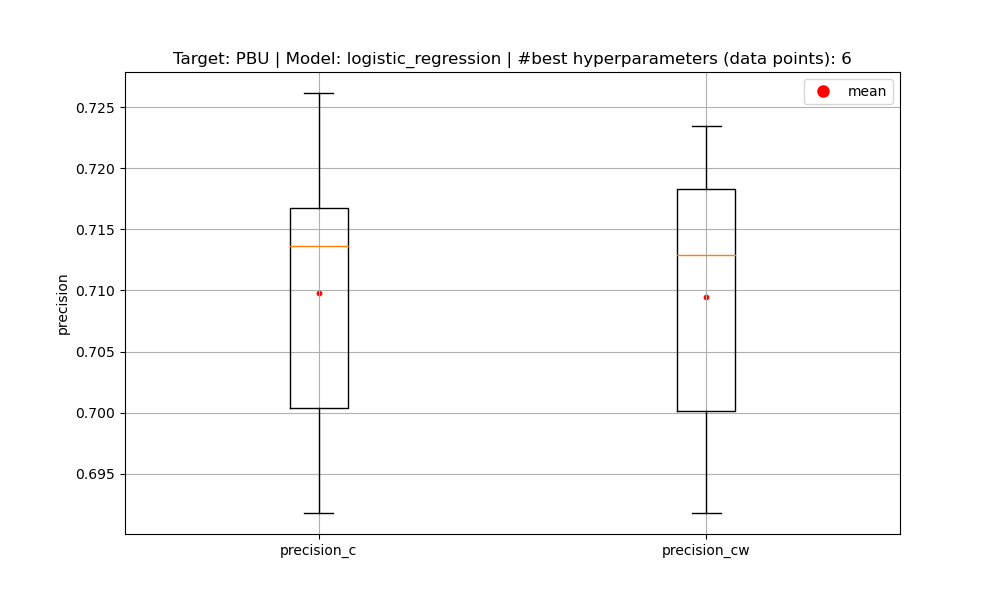 Target: PBU | Model: logistic_regression | #best hyperparameters (data points): 6
mean
0.725
0.720
0.715
0.710
0.705
0.700
0.695
precision
precision_c
precision_cw